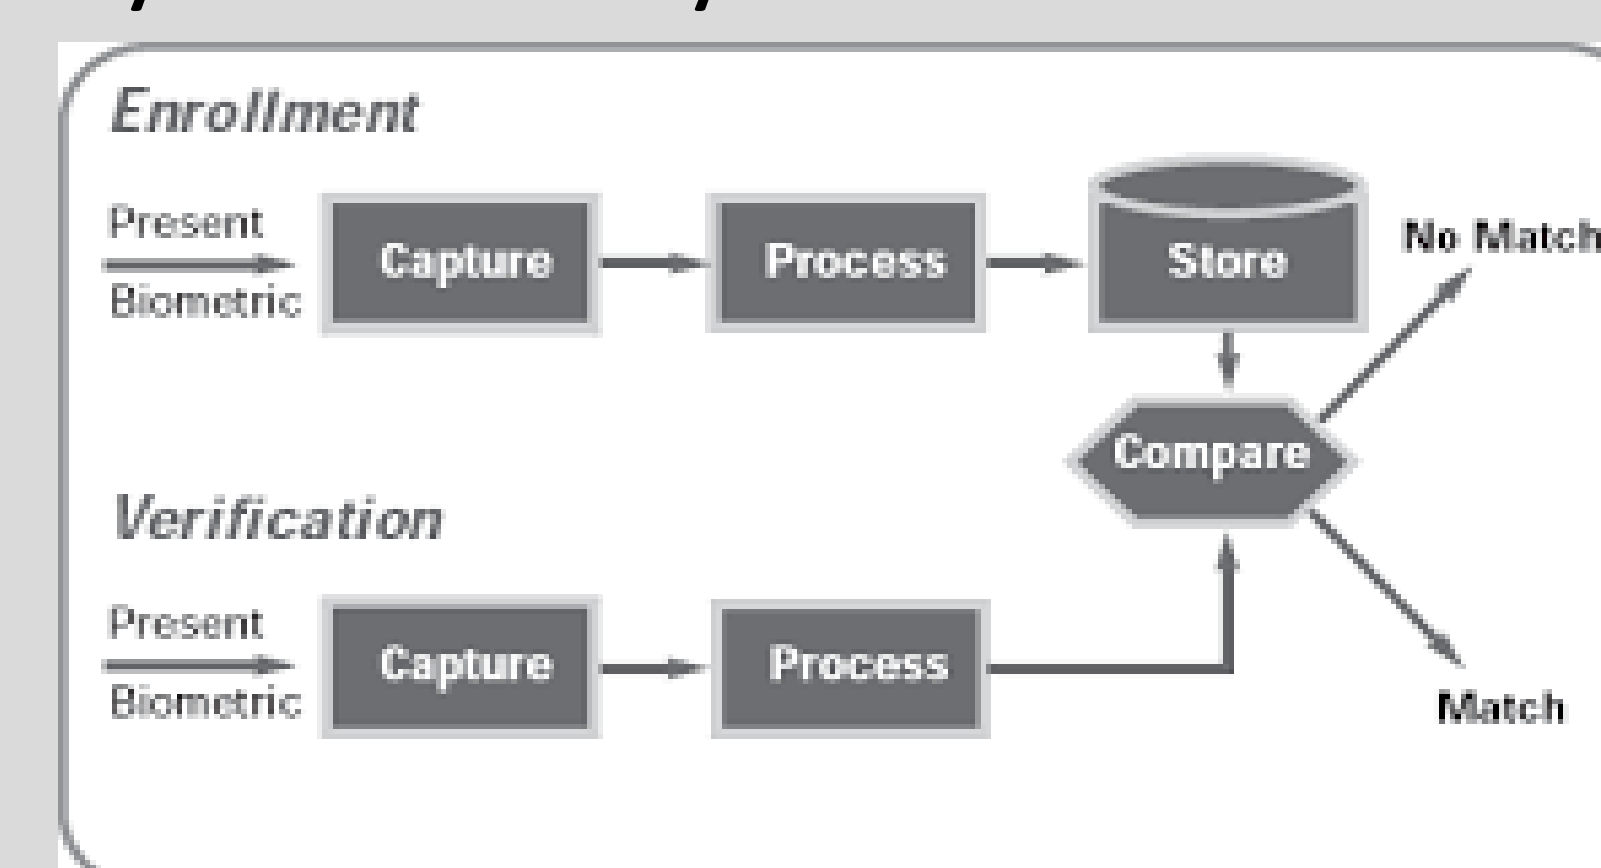 Enrollment
Present
Biometric
Capture
Process
Store
No Match
Compare
Verification
Present
Biometric
Capture
Process
Match